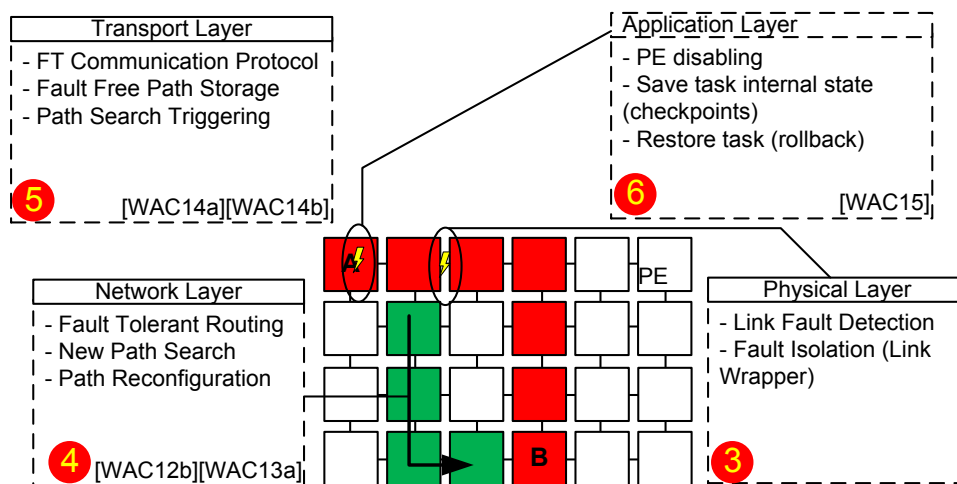 Transport Layer
- FT Communication Protocol
- Fault Free Path Storage
- Path Search Triggering
5
[WAC14a][WAC14b]
Application Layer
- PE disabling
- Save task internal state
(checkpoints)
- Restore task (rollback)
6
[WAC15]
A
PE
Network Layer
- Fault Tolerant Routing
- New Path Search
- Path Reconfiguration
4
[WAC12b][WAC13a]
Physical Layer
- Link Fault Detection
- Fault Isolation (Link
Wrapper)
3
B